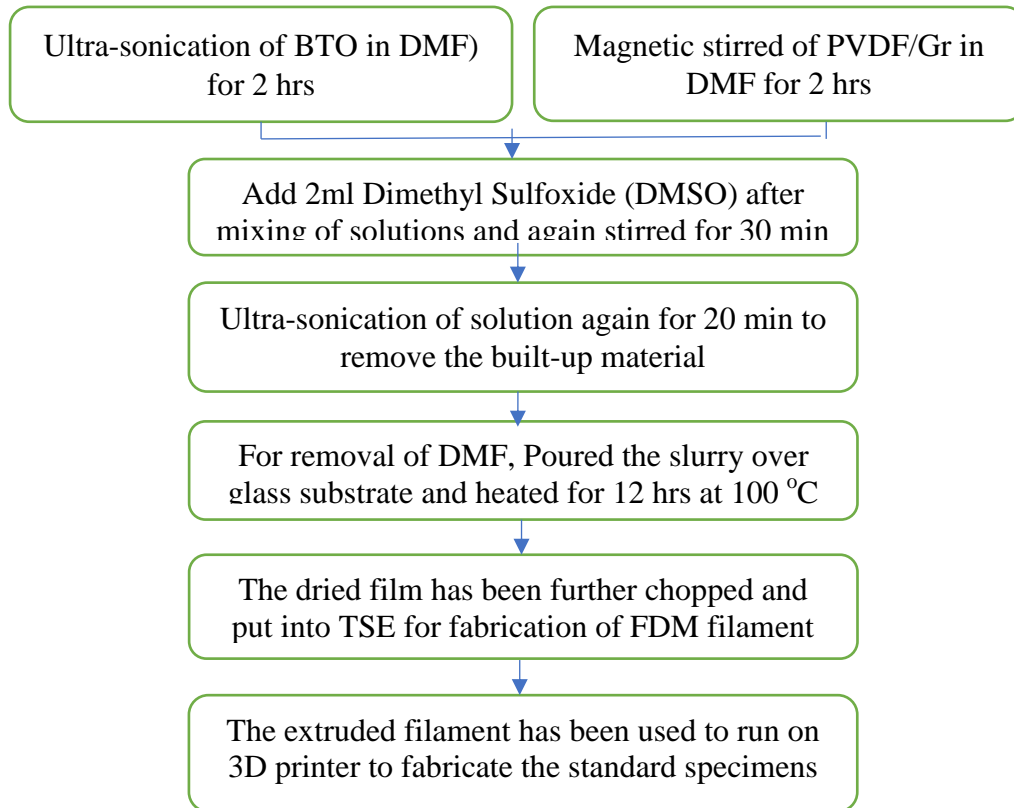 Ultra-sonication of BTO in DMF)
for 2 hrs
Magnetic stirred of PVDF/Gr in
DMF for 2 hrs
Add 2ml Dimethyl Sulfoxide (DMSO) after
mixing of solutions and again stirred for 30 min
Ultra-sonication of solution again for 20 min to
remove the built-up material
For removal of DMF, Poured the slurry over
glass substrate and heated for 12 hrs at 100 °C
The dried film has been further chopped and
put into TSE for fabrication of FDM filament
The extruded filament has been used to run on
3D printer to fabricate the standard specimens